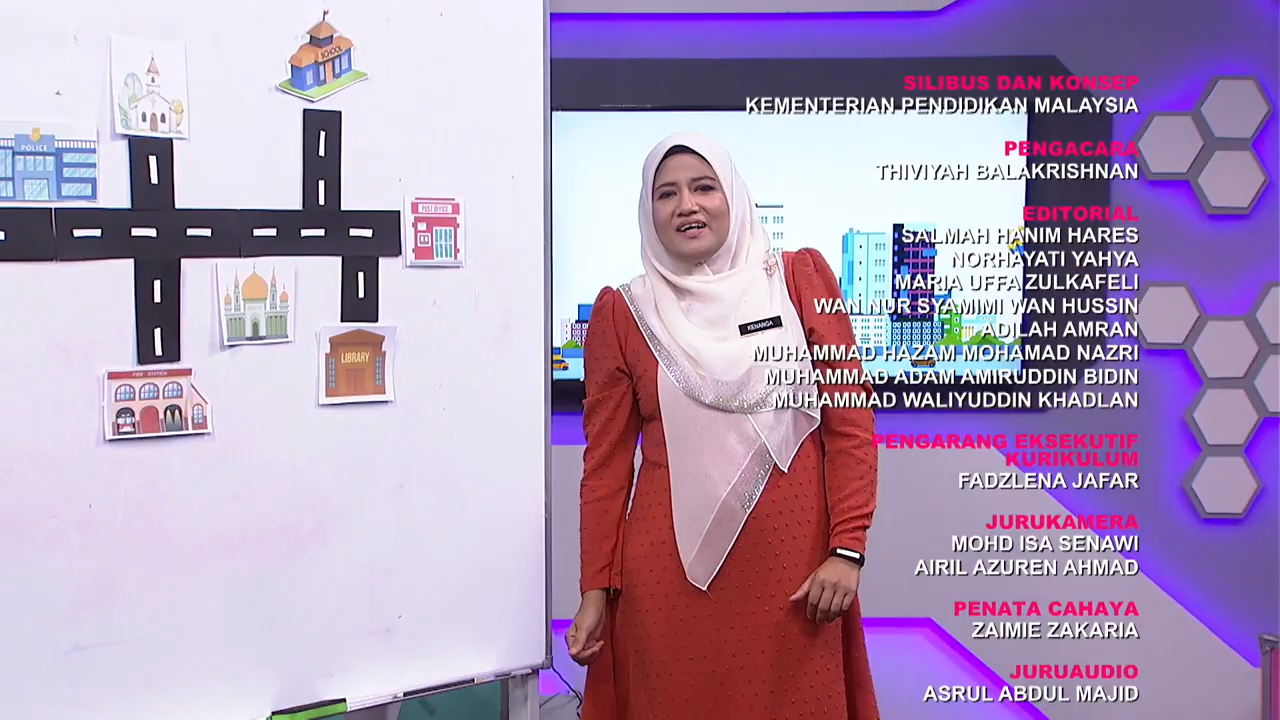 SCHOOL
POLICE
POST OFFICE
LIBRARY
FIRE STATION
KENANGA
SILIBUS DAN KONSEP
KEMENTERIAN PENDIDIKAN MALAYSIA
PENGACARA
THIVIYAH BALAKRISHNAN
EDITORIAL
SALMAH HANIM HARES
NORHAYATI YAHYA
MARIA UFFA ZULKAFELI
WAN NUR SYAMIMI WAN HUSSIN
ADILAH AMRAN
MUHAMMAD HAZAM MOHAMAD NAZRI
MUHAMMAD ADAM AMIRUDDIN BIDIN
MUHAMMAD WALIYUDDIN KHADLAN
PENGARANG EKSEKUTIF
KURIKULUM
FADZLENA JAFAR
JURUKAMERA
MOHD ISA SENAWI
AIRIL AZUREN AHMAD
PENATA CAHAYA
ZAIMIE ZAKARIA
JURUAUDIO
ASRUL ABDUL MAJID